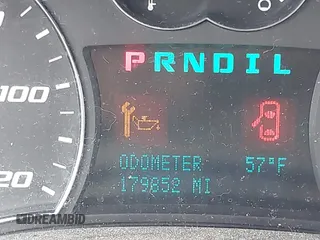 PRNDIL
100
ODOMETER 57°F
179852 MI
20
DREAMBID